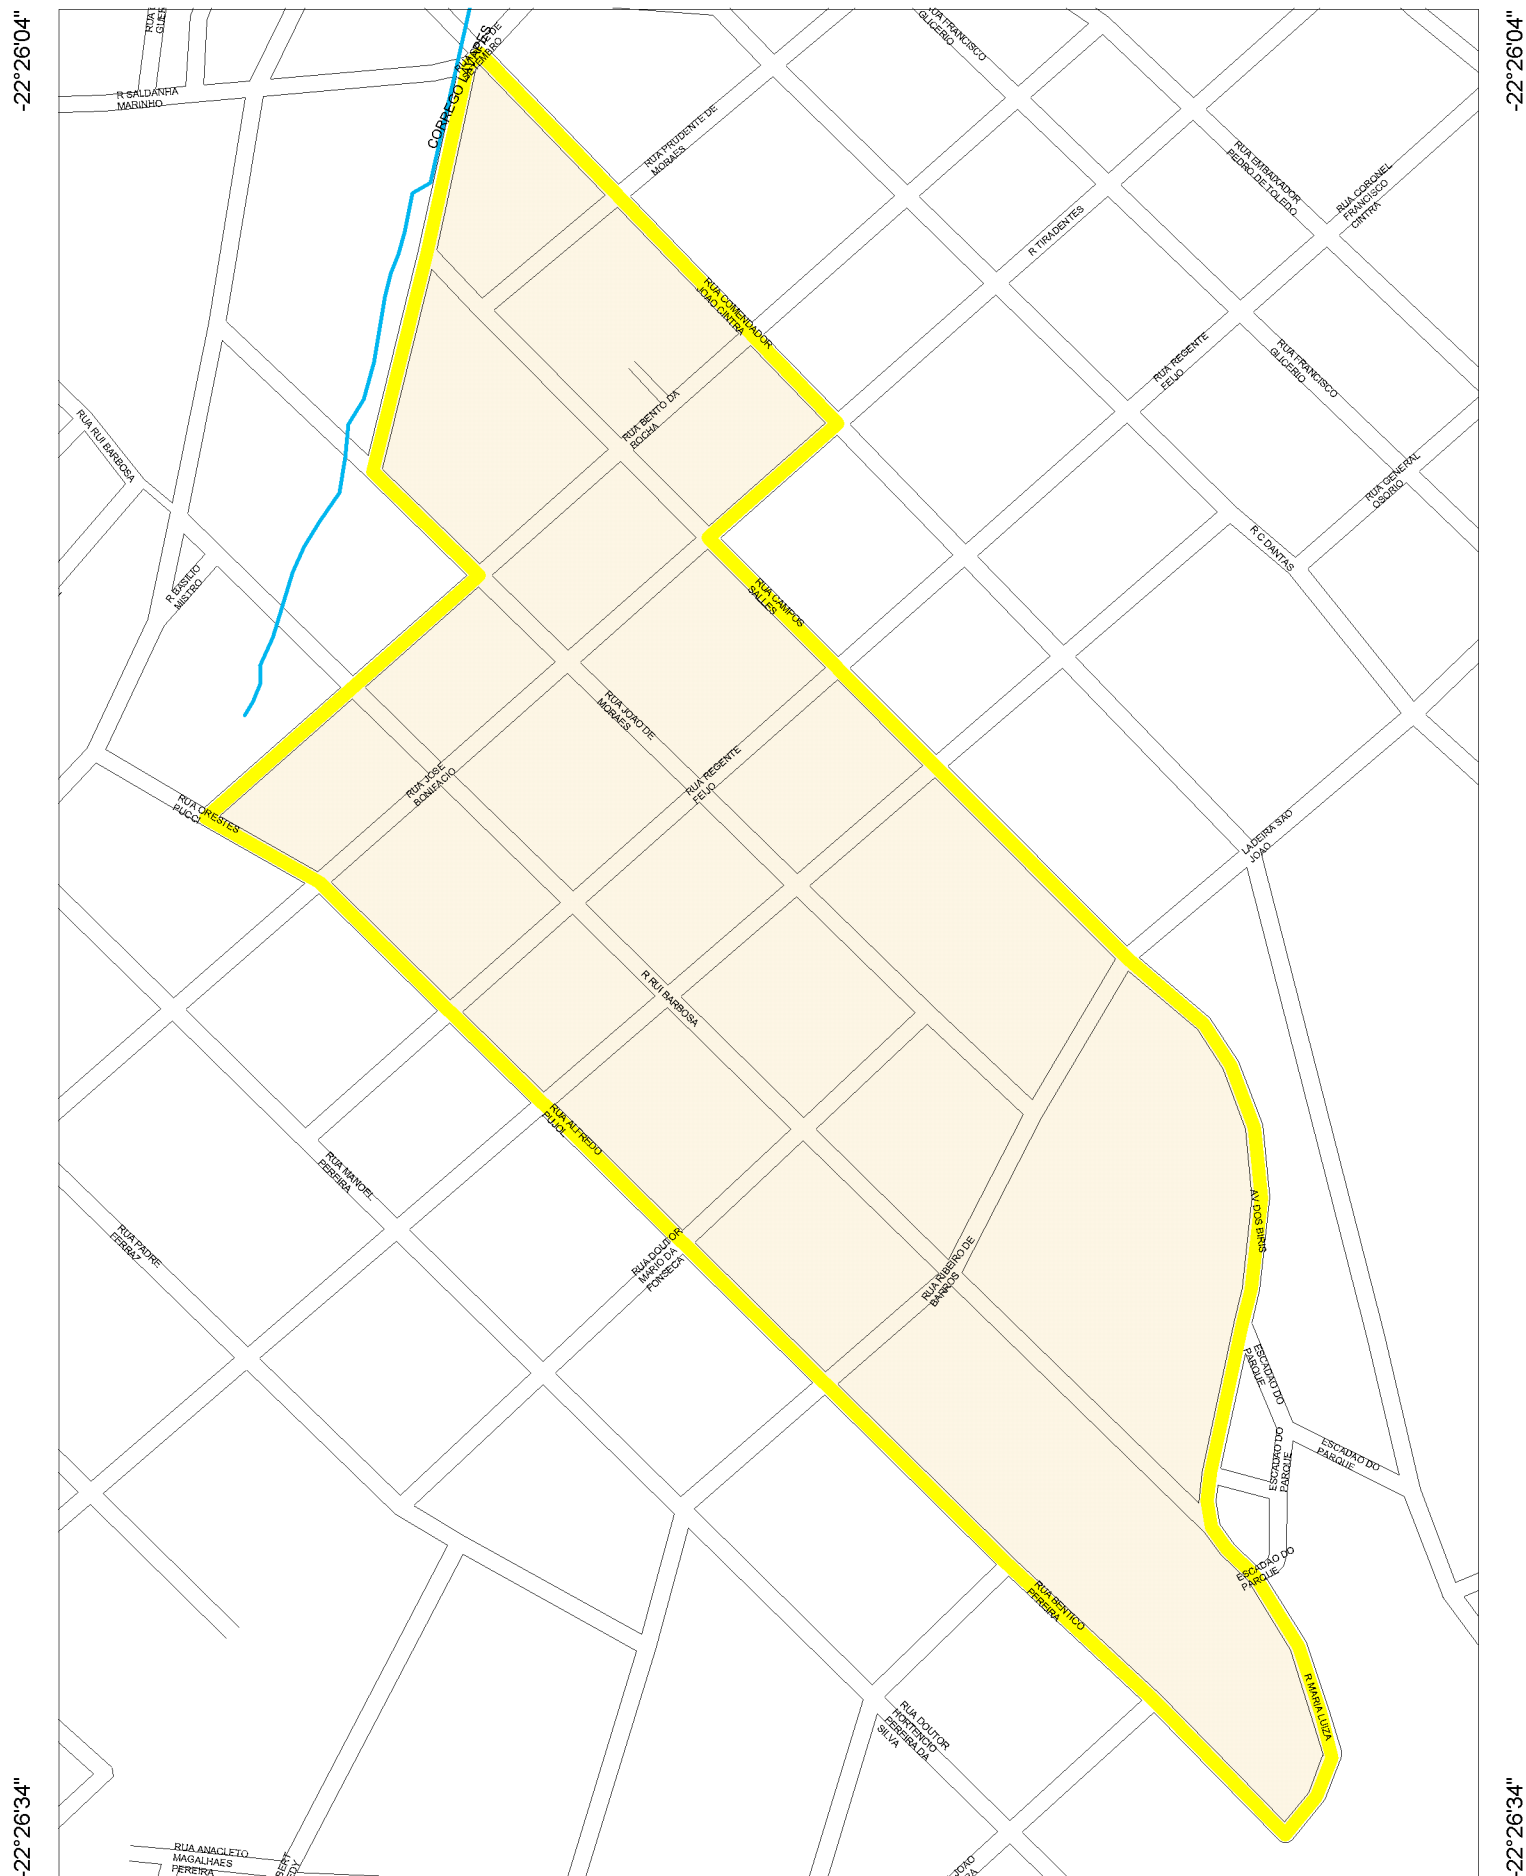 -22°26'04"
-22°26'04"
R SALDANHA
MARINHO
CORREGO LAVAPES
SETEMBRO
RUA FRANCISCO
GLICERIO
RUA PRUDENTE DE
MORAES
RUA EMBAIXADOR
PEDRO DE TOLEDO
RUA CORONEL
FRANCISCO
CINTRA
R TIRADENTES
RUA COMENDADOR
JOAO CINTRA
RUA REGENTE
FEIJO
RUA FRANCISCO
GLICERIO
RUA BENTO DA
ROCHA
RUA RUI BARBOSA
RUA GENERAL
OSORIO
R C DANTAS
R BASILIO
MISTRO
RUA CAMPOS
SALLES
RUA JOAO DE
MORAES
RUA REGENTE
FEIJO
RUA JOSE
BONIFACIO
RUA ORESTES
PUCCI
LADEIRA SAO
JOAO
R RUI BARBOSA
RUA ALFREDO
PUJOL
RUA MANOEL
PEREIRA
RUA PADRE
FERRAZ
RUA DOUTOR
MARIO DA
FONSECA
RUA RIBEIRO DE
BARROS
AV DOS BIRIS
ESCADAO DO
PARQUE
ESCADAO DO
PARQUE
ESCADAO DO
PARQUE
ESCADAO DO
PARQUE
RUA BENTICO
PEREIRA
R MARIA LUIZA
RUA DOUTOR
HORTENCIO
PEREIRA DA
SILVA
RUA ANACLETO
MAGALHAES
PEREIRA
JOAO
-22°26'34"
-22°26'34"